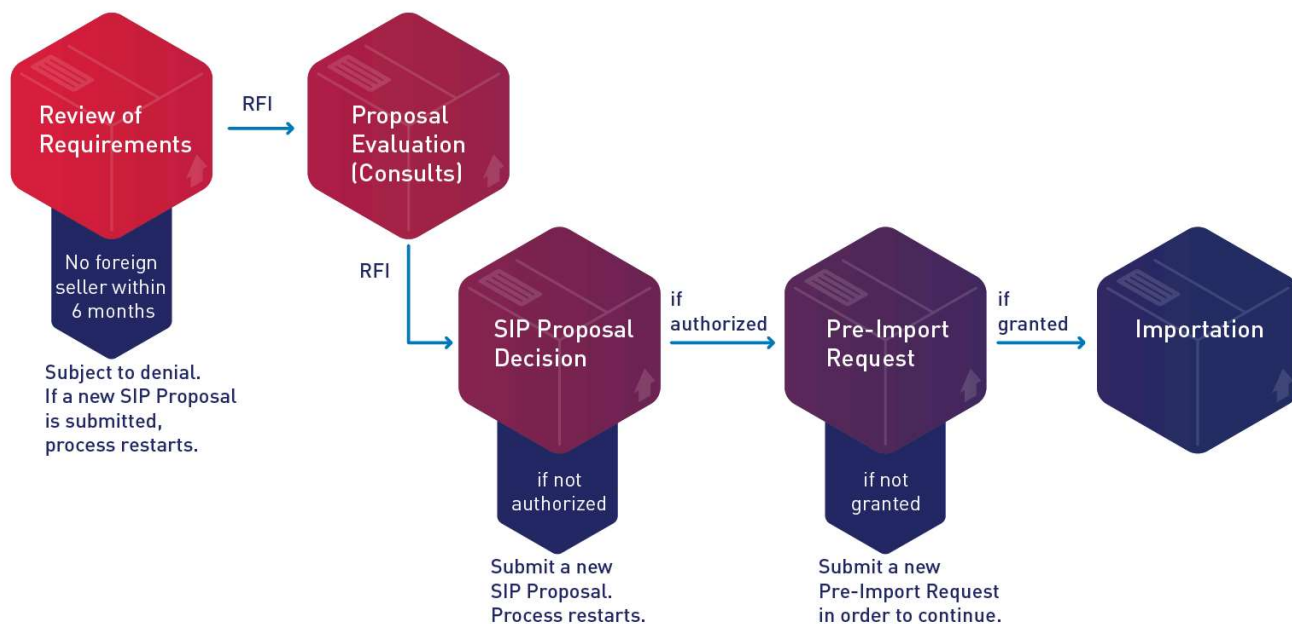 Review of
Requirements
RFI
Proposal
Evaluation
(Consults)
No foreign
seller within
6 months
Subject to denial.
If a new SIP Proposal
is submitted,
process restarts.
RFI
SIP Proposal
Decision
if
authorized
Pre-Import
Request
if
granted
Importation
if not
authorized
Submit a new
SIP Proposal.
Process restarts.
if not
granted
Submit a new
Pre-Import Request
in order to continue.